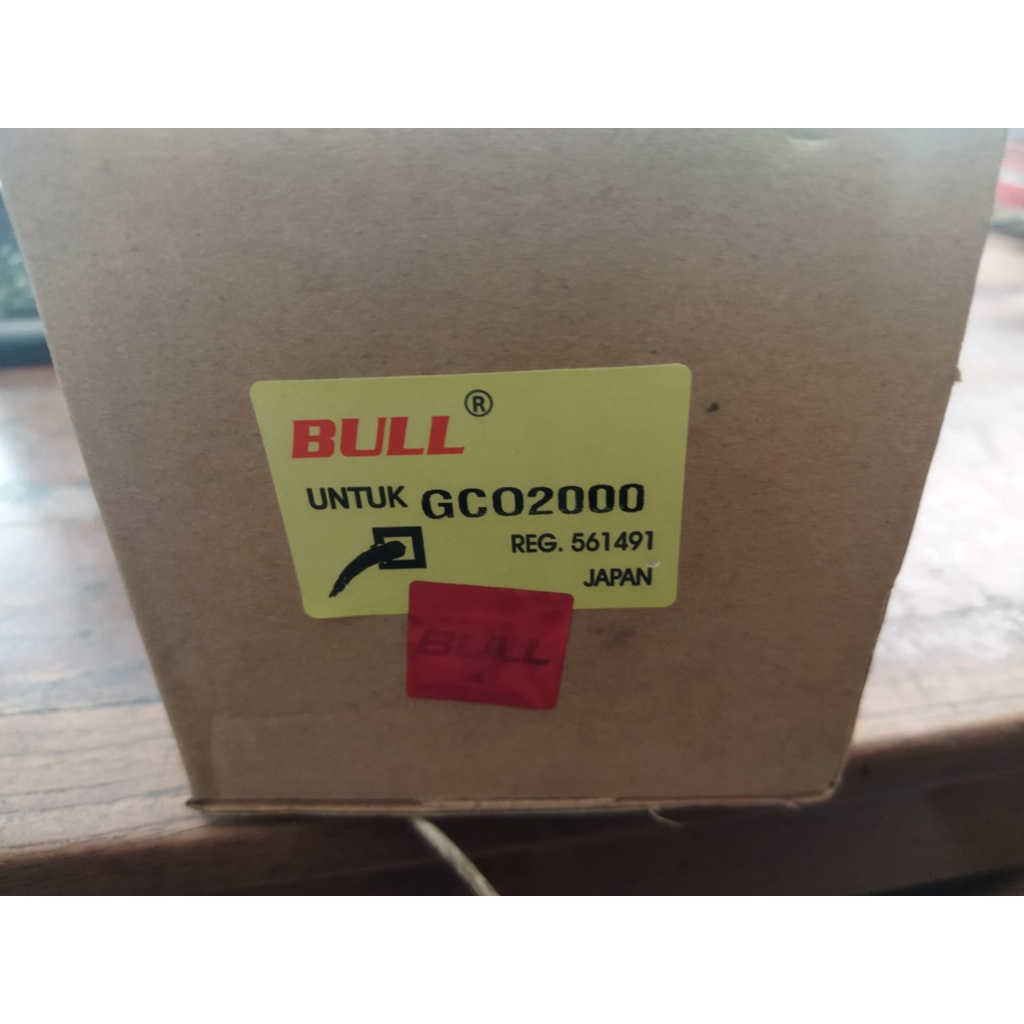 BULL®
UNTUK GCO2000
REG. 561491
JAPAN
BULL